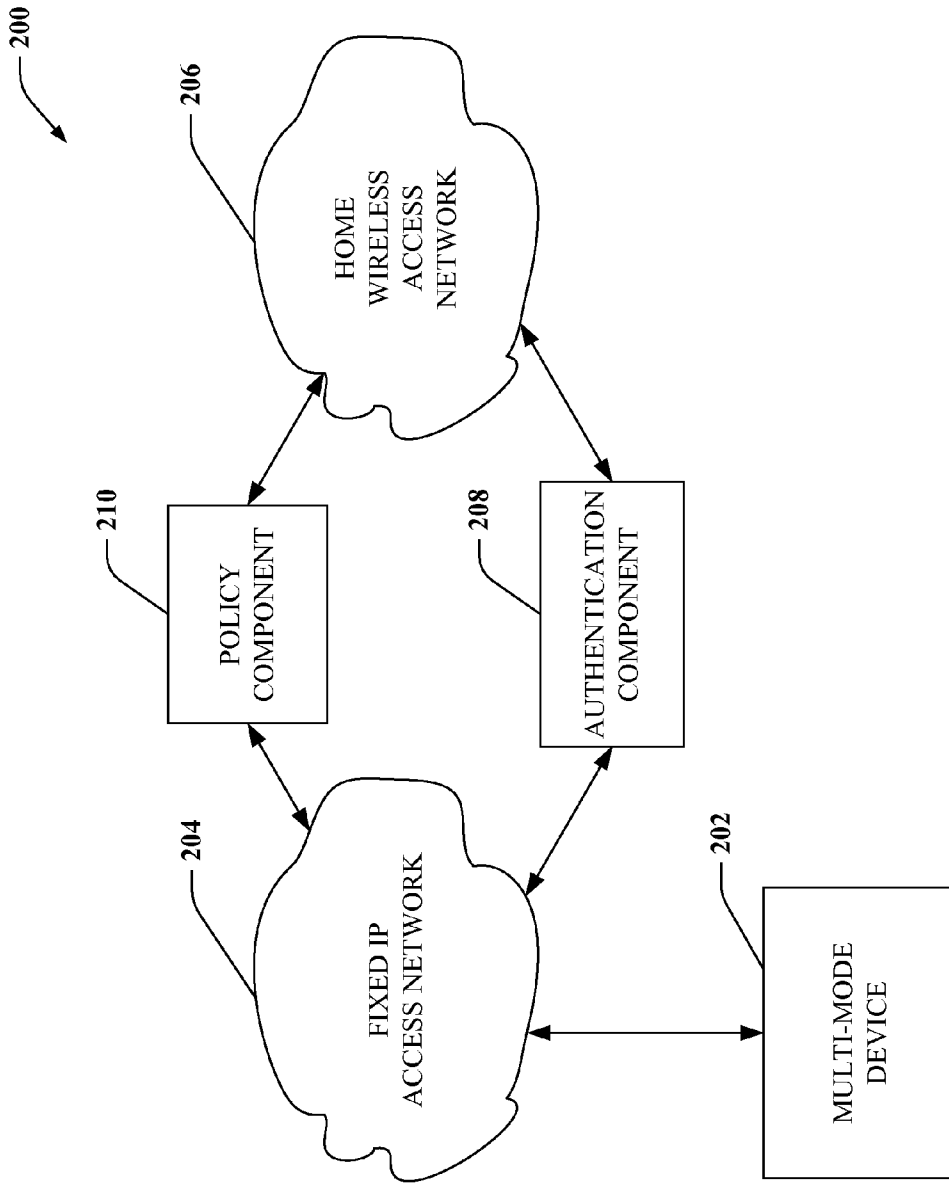 200
206
HOME
WIRELESS
ACCESS
NETWORK
210
POLICY
COMPONENT
208
AUTHENTICATION
COMPONENT
204
FIXED IP
ACCESS NETWORK
202
MULTI-MODE
DEVICE